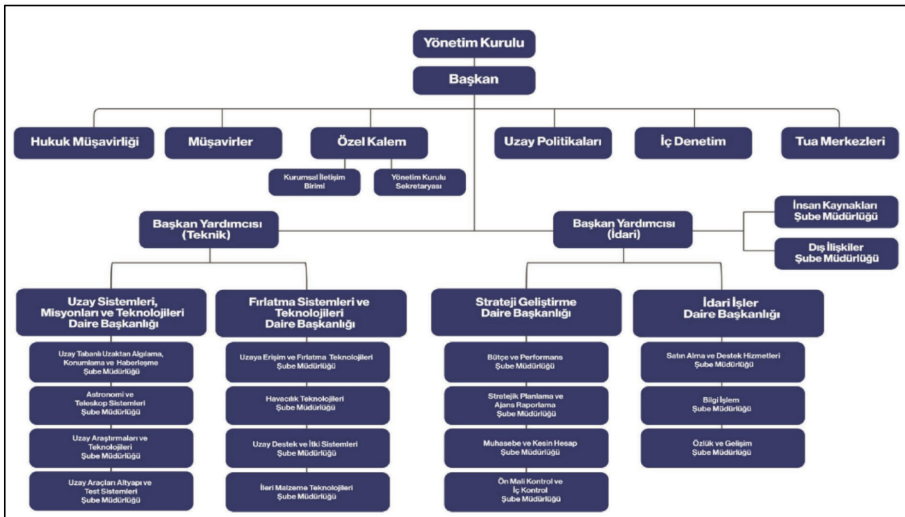 Yönetim Kurulu
Başkan
Hukuk Müşavirliği
Müşavirler
Özel Kalem
Uzay Politikaları
İç Denetim
Tua Merkezleri
Kurumsal İletişim
Birimi
Yönetim Kurulu
Sekretaryası
Başkan Yardımcısı
(Teknik)
Başkan Yardımcısı
(İdari)
İnsan Kaynakları
Şube Müdürlüğü
Dış İlişkiler
Şube Müdürlüğü
Uzay Sistemleri,
Misyonları ve Teknolojileri
Daire Başkanlığı
Fırlatma Sistemleri ve
Teknolojileri
Daire Başkanlığı
Strateji Geliştirme
Daire Başkanlığı
İdari İşler
Daire Başkanlığı
Uzay Tabanlı Uzaktan Algılama,
Konumlama ve Haberleşme
Şube Müdürlüğü
Uzaya Erişim ve Fırlatma Teknolojileri
Şube Müdürlüğü
Bütçe ve Performans
Şube Müdürlüğü
Satın Alma ve Destek Hizmetleri
Şube Müdürlüğü
Astronomi ve
Teleskop Sistemleri
Şube Müdürlüğü
Havacılık Teknolojileri
Şube Müdürlüğü
Stratejik Planlama ve
Ajans Raporlama
Şube Müdürlüğü
Bilgi İşlem
Şube Müdürlüğü
Uzay Araştırmaları ve
Teknolojileri
Şube Müdürlüğü
Uzay Destek ve İtki Sistemleri
Şube Müdürlüğü
Muhasebe ve Kesin Hesap
Şube Müdürlüğü
Özlük ve Gelişim
Şube Müdürlüğü
Uzay Araçları Altyapı ve
Test Sistemleri
Şube Müdürlüğü
İleri Malzeme Teknolojileri
Şube Müdürlüğü
Ön Mali Kontrol ve
İç Kontrol
Şube Müdürlüğü